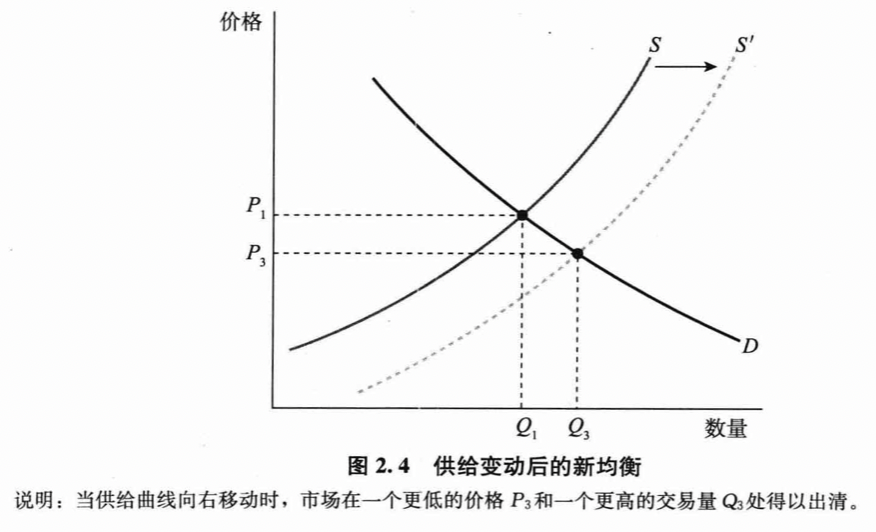 价格
S
S′
P₁
P₃
D
Q₁
Q₃
数量
图 2.4 供给变动后的新均衡
说明：当供给曲线向右移动时，市场在一个更低的价格 P₃和一个更高的交易量 Q₃处得以出清。